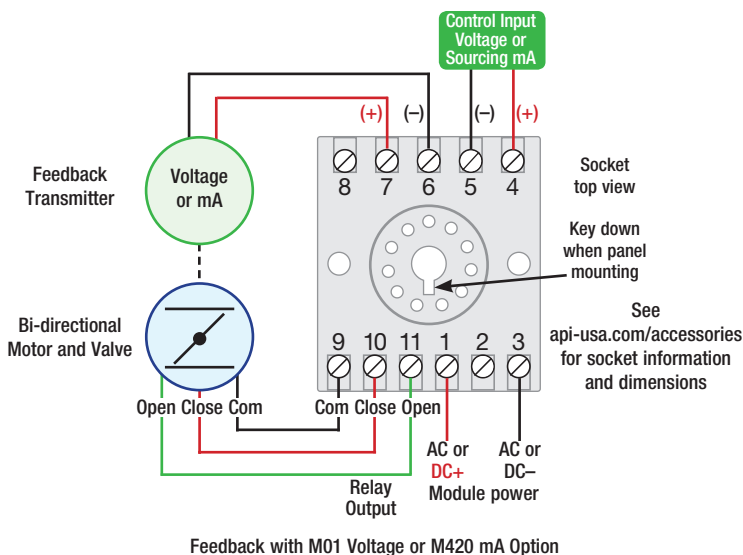 Control Input
Voltage or
Sourcing mA
(+) (–) (–) (+)
8 7 6 5 4
Feedback
Transmitter
Voltage
or mA
Socket
top view
Key down
when panel
mounting
Bi-directional
Motor and Valve
See
api-usa.com/accessories
for socket information
and dimensions
9 10 11 1 2 3
Open Close Com
Com Close Open
AC or
DC+
AC or
DC–
Module power
Relay
Output
Feedback with M01 Voltage or M420 mA Option